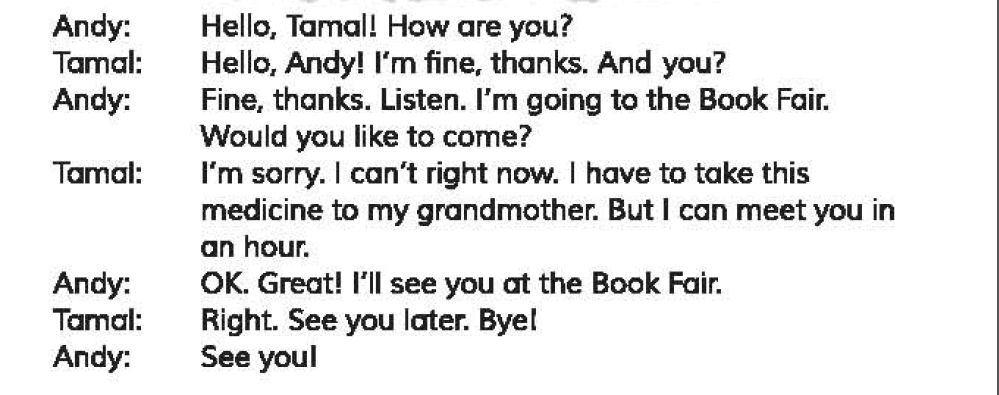 Andy: Hello, Tamal! How are you?
Tamal: Hello, Andy! I'm fine, thanks. And you?
Andy: Fine, thanks. Listen. I'm going to the Book Fair.
Would you like to come?
Tamal: I'm sorry. I can't right now. I have to take this
medicine to my grandmother. But I can meet you in
an hour.
Andy: OK. Great! I'll see you at the Book Fair.
Tamal: Right. See you later. Bye!
Andy: See you!